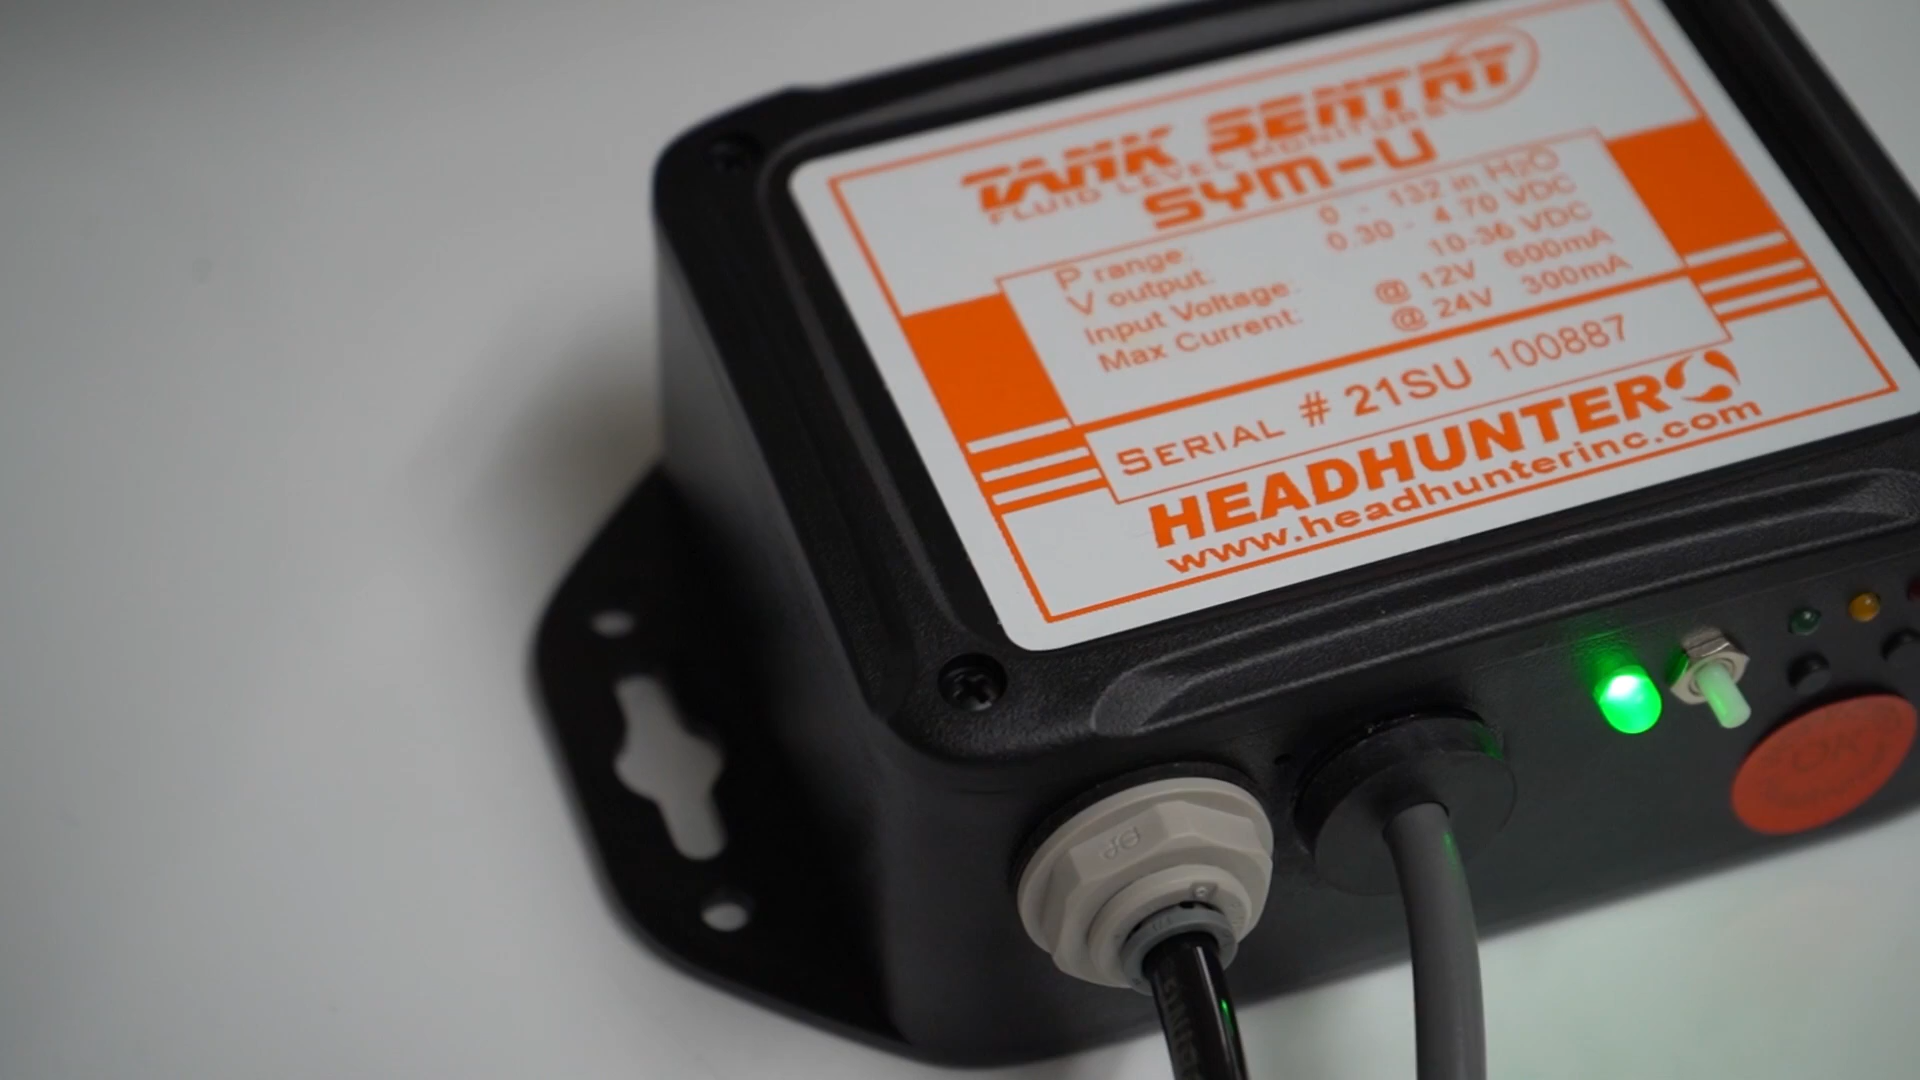 TANK SENTRY
FLUID LEVEL MONITORS
SYM-U
P range: 0 - 132 in H2O
V output: 0.30 - 4.70 VDC
Input Voltage: 10-36 VDC
Max Current: @ 12V 600mA
@ 24V 300mA
SERIAL # 21SU 100887
HEADHUNTER
www.headhunterinc.com
OK